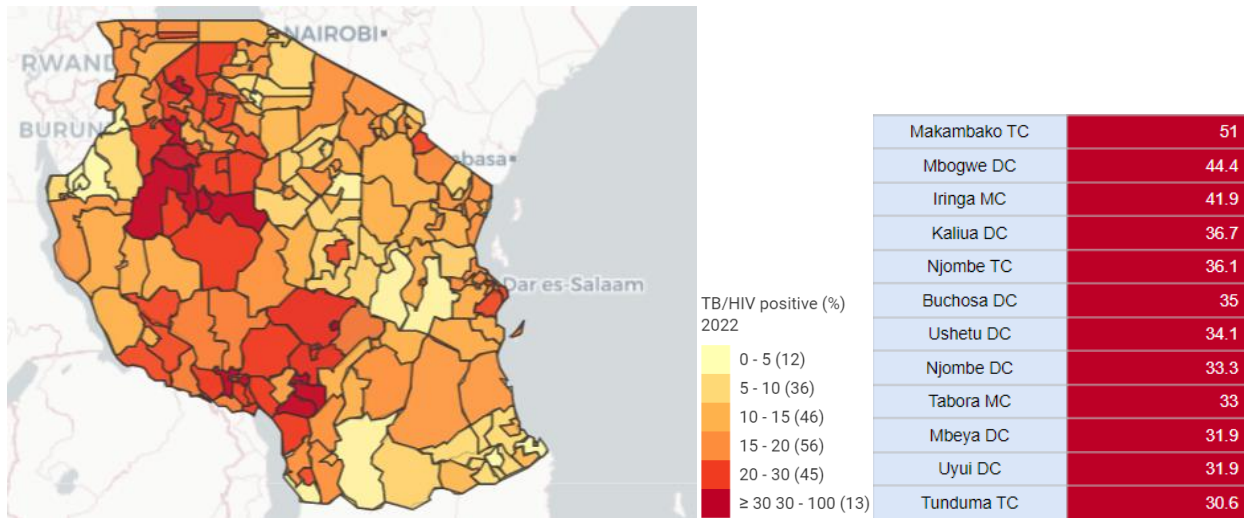 NAIROBI
RWAND
BURUN
basa
Dar es-Salaam
TB/HIV positive (%)
2022
0 - 5 (12)
5 - 10 (36)
10 - 15 (46)
15 - 20 (56)
20 - 30 (45)
≥ 30 30 - 100 (13)
Makambako TC 51
Mbogwe DC 44.4
Iringa MC 41.9
Kaliua DC 36.7
Njombe TC 36.1
Buchosa DC 35
Ushetu DC 34.1
Njombe DC 33.3
Tabora MC 33
Mbeya DC 31.9
Uyui DC 31.9
Tunduma TC 30.6